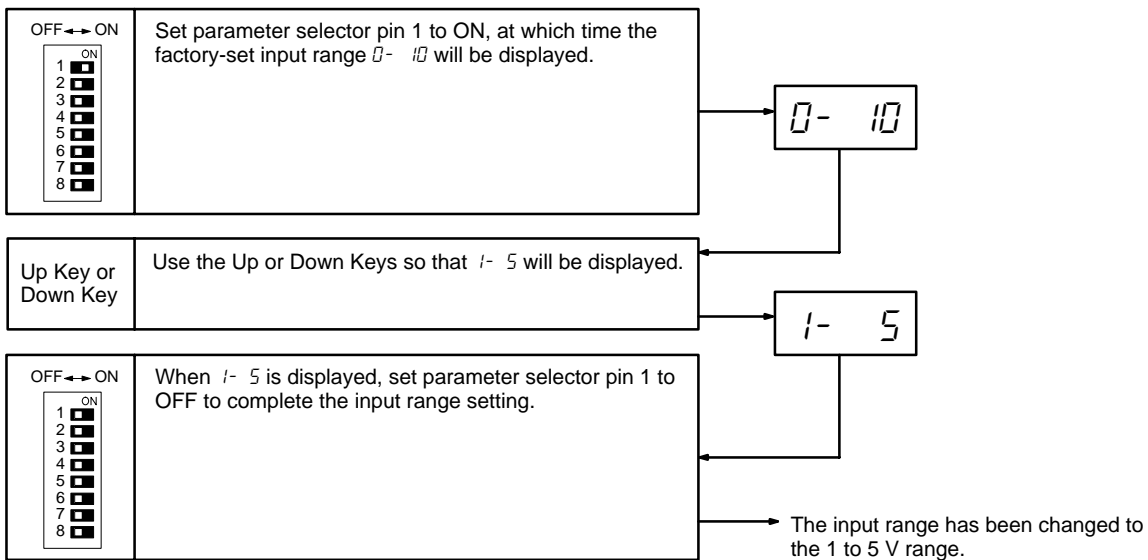 OFF ◄─► ON
ON
1
2
3
4
5
6
7
8
Set parameter selector pin 1 to ON, at which time the
factory-set input range 0- 10 will be displayed.
0- 10
Up Key or
Down Key
Use the Up or Down Keys so that 1- 5 will be displayed.
1- 5
OFF ◄─► ON
ON
1
2
3
4
5
6
7
8
When 1- 5 is displayed, set parameter selector pin 1 to
OFF to complete the input range setting.
The input range has been changed to
the 1 to 5 V range.